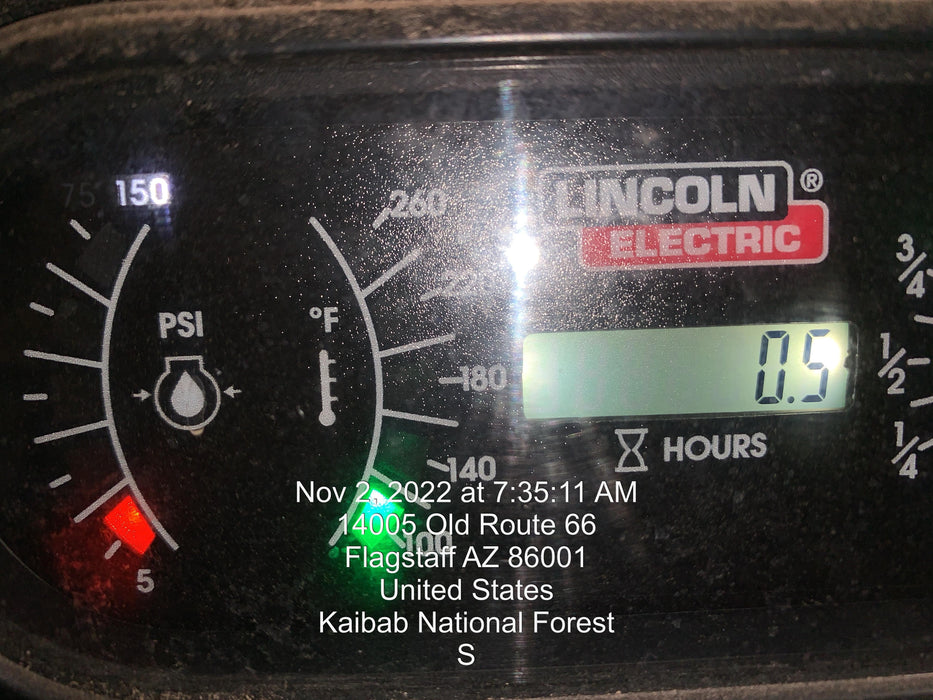 75 150
PSI
5
260
220
°F
180
140
100
LINCOLN ®
ELECTRIC
0.5
HOURS
3/4
1/2
1/4
Nov 2, 2022 at 7:35:11 AM
14005 Old Route 66
Flagstaff AZ 86001
United States
Kaibab National Forest
S